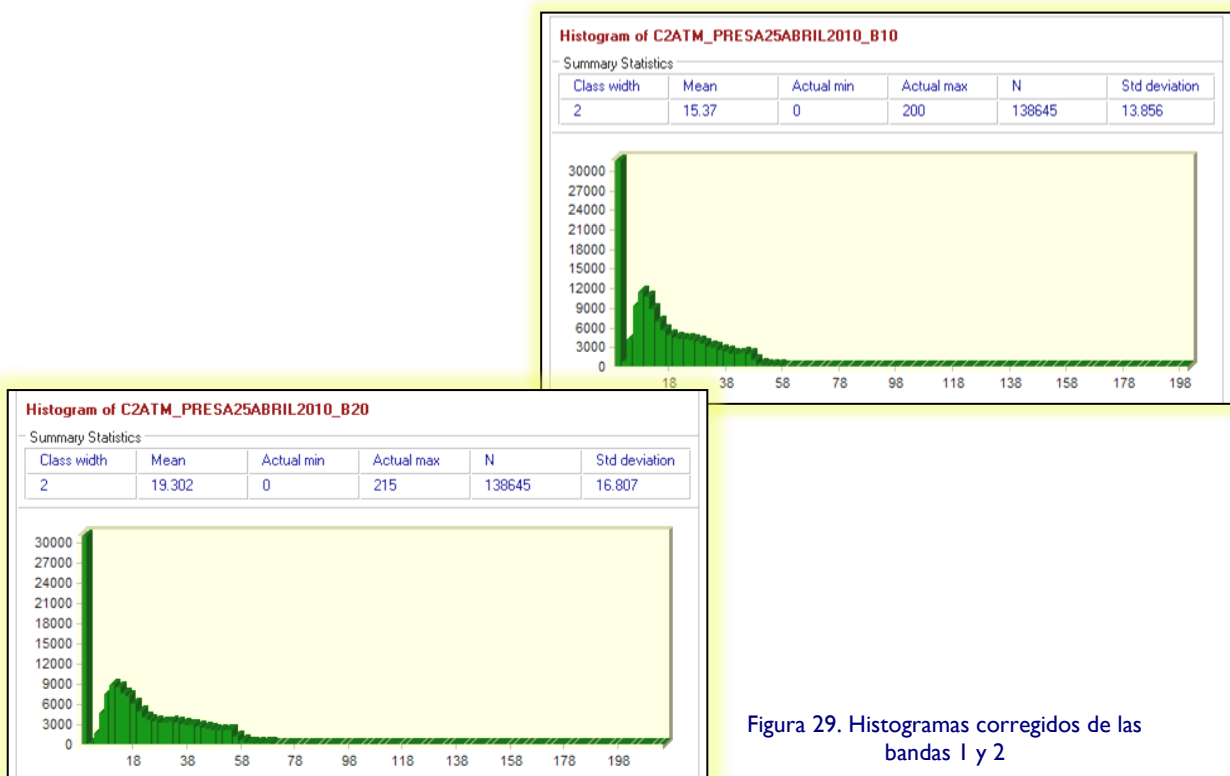 Histogram of C2ATM_PRESA25ABRIL2010_B10
Summary Statistics
Class width Mean Actual min Actual max N Std deviation
2 15.37 0 200 138645 13.856
30000
27000
24000
21000
18000
15000
12000
9000
6000
3000
0
18 38 58 78 98 118 138 158 178 198
Histogram of C2ATM_PRESA25ABRIL2010_B20
Summary Statistics
Class width Mean Actual min Actual max N Std deviation
2 19.302 0 215 138645 16.807
30000
27000
24000
21000
18000
15000
12000
9000
6000
3000
0
18 38 58 78 98 118 138 158 178 198
Figura 29. Histogramas corregidos de las
bandas 1 y 2